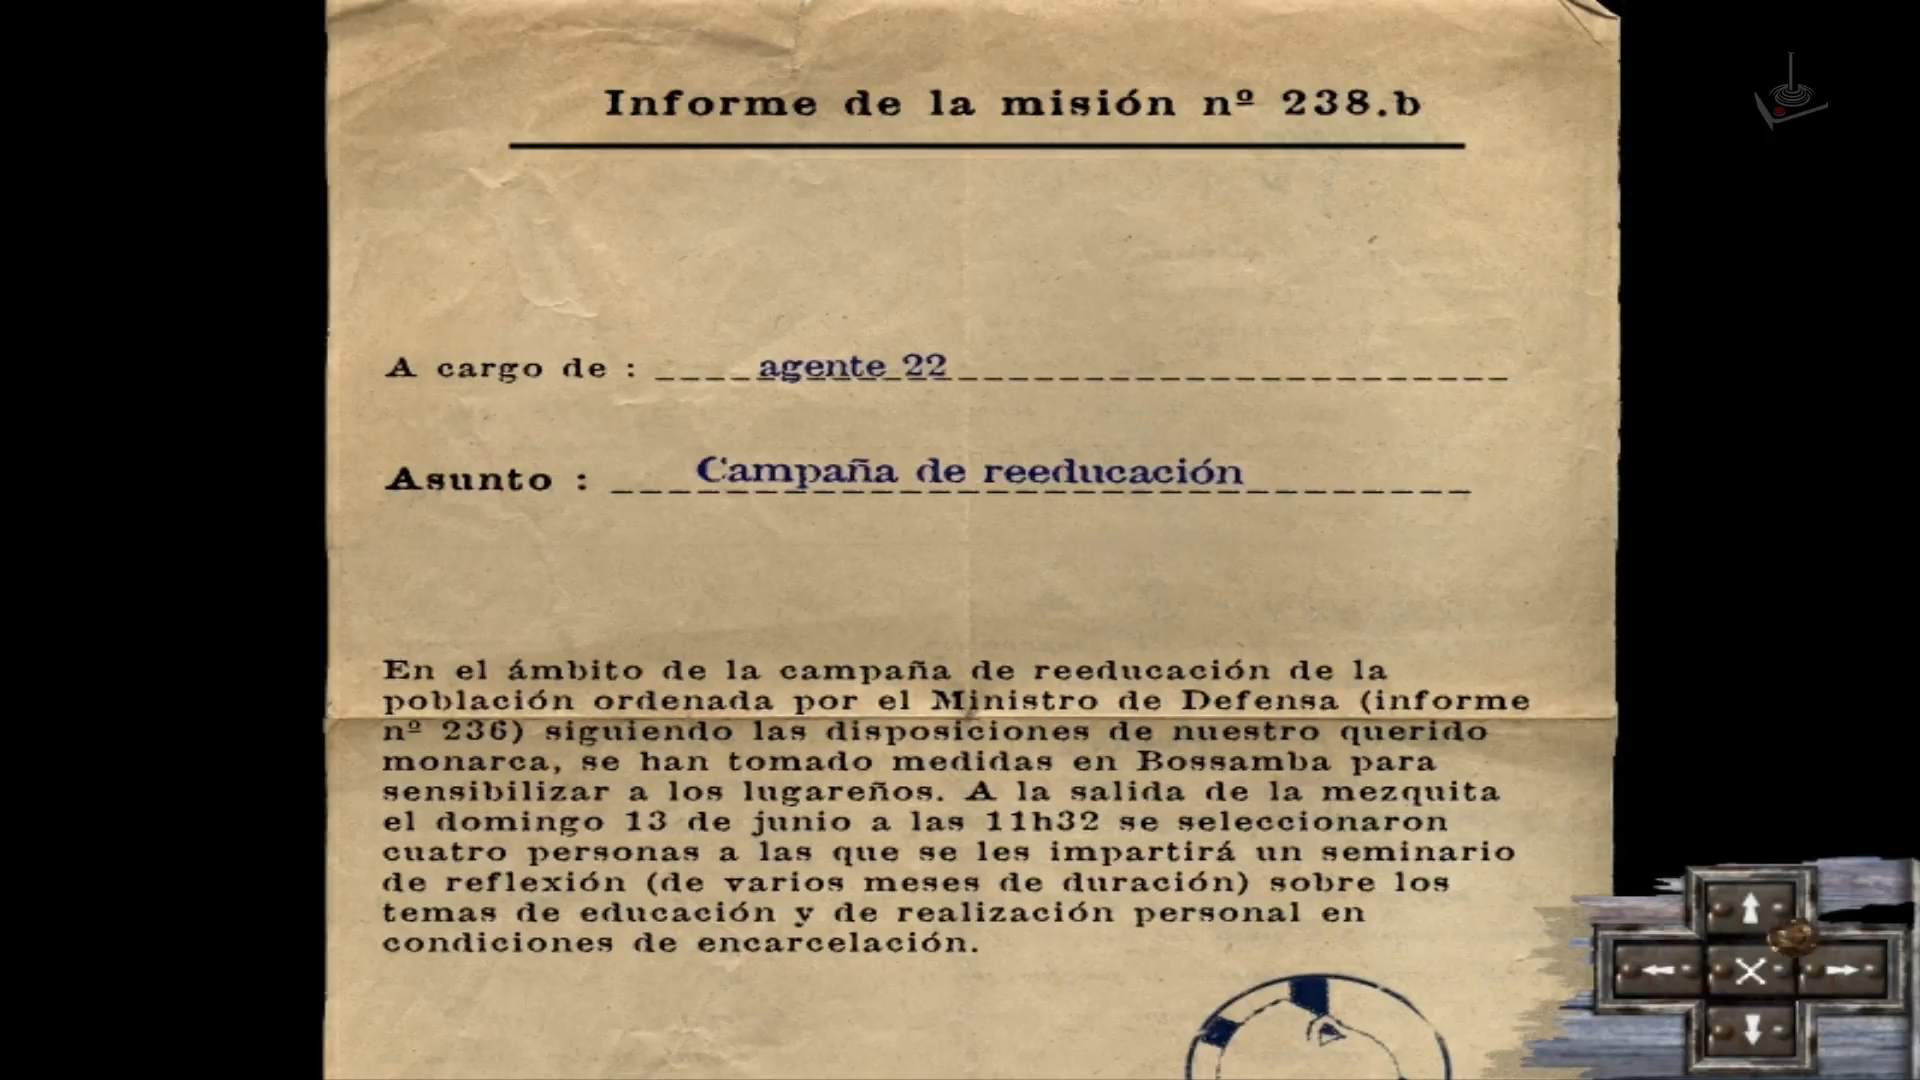 Informe de la misión nº 238.b
A cargo de : agente 22
Asunto : Campaña de reeducación
En el ámbito de la campaña de reeducación de la
población ordenada por el Ministro de Defensa (informe
nº 236) siguiendo las disposiciones de nuestro querido
monarca, se han tomado medidas en Bossamba para
sensibilizar a los lugareños. A la salida de la mezquita
el domingo 13 de junio a las 11h32 se seleccionaron
cuatro personas a las que se les impartirá un seminario
de reflexión (de varios meses de duración) sobre los
temas de educación y de realización personal en
condiciones de encarcelación.